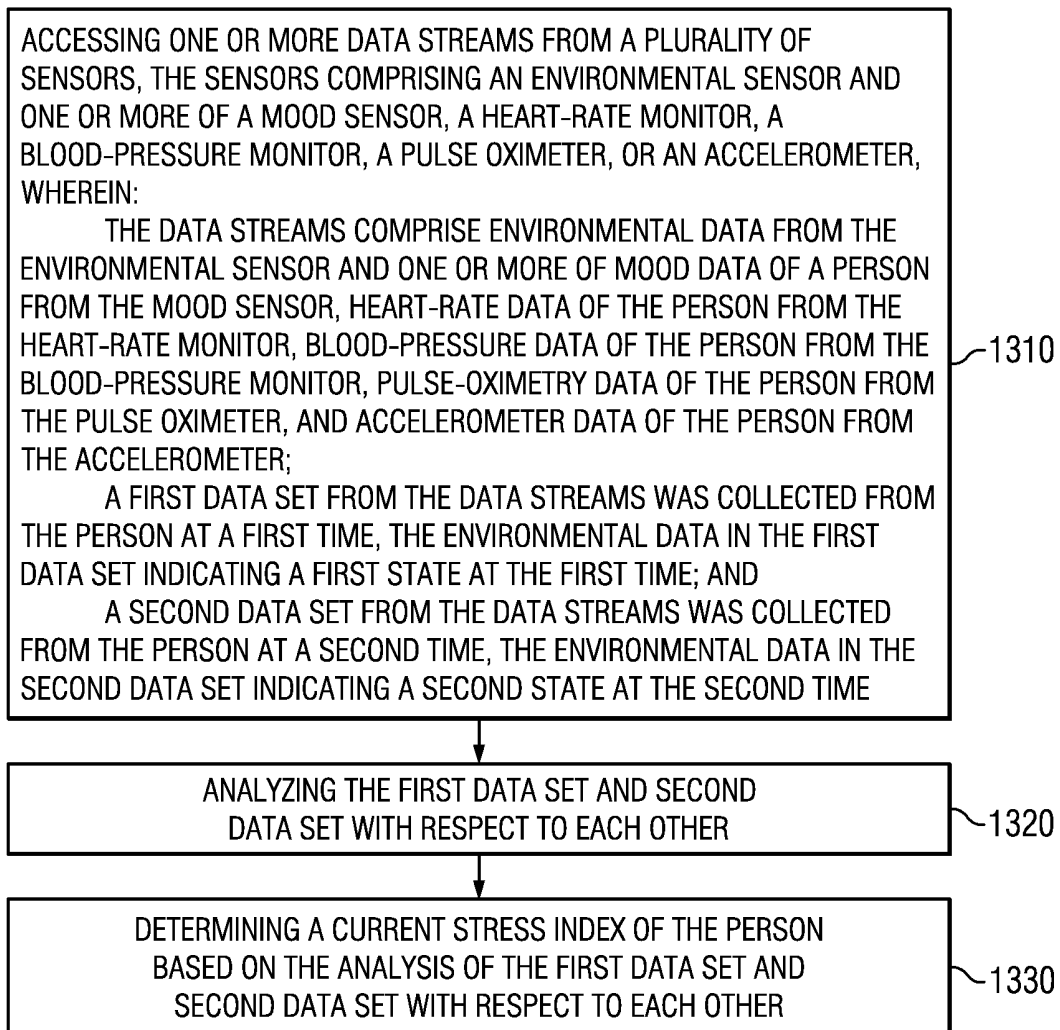 ACCESSING ONE OR MORE DATA STREAMS FROM A PLURALITY OF
SENSORS, THE SENSORS COMPRISING AN ENVIRONMENTAL SENSOR AND
ONE OR MORE OF A MOOD SENSOR, A HEART-RATE MONITOR, A
BLOOD-PRESSURE MONITOR, A PULSE OXIMETER, OR AN ACCELEROMETER,
WHEREIN:
THE DATA STREAMS COMPRISE ENVIRONMENTAL DATA FROM THE
ENVIRONMENTAL SENSOR AND ONE OR MORE OF MOOD DATA OF A PERSON
FROM THE MOOD SENSOR, HEART-RATE DATA OF THE PERSON FROM THE
HEART-RATE MONITOR, BLOOD-PRESSURE DATA OF THE PERSON FROM THE
BLOOD-PRESSURE MONITOR, PULSE-OXIMETRY DATA OF THE PERSON FROM
THE PULSE OXIMETER, AND ACCELEROMETER DATA OF THE PERSON FROM
THE ACCELEROMETER;
A FIRST DATA SET FROM THE DATA STREAMS WAS COLLECTED FROM
THE PERSON AT A FIRST TIME, THE ENVIRONMENTAL DATA IN THE FIRST
DATA SET INDICATING A FIRST STATE AT THE FIRST TIME; AND
A SECOND DATA SET FROM THE DATA STREAMS WAS COLLECTED
FROM THE PERSON AT A SECOND TIME, THE ENVIRONMENTAL DATA IN THE
SECOND DATA SET INDICATING A SECOND STATE AT THE SECOND TIME
1310
ANALYZING THE FIRST DATA SET AND SECOND
DATA SET WITH RESPECT TO EACH OTHER
1320
DETERMINING A CURRENT STRESS INDEX OF THE PERSON
BASED ON THE ANALYSIS OF THE FIRST DATA SET AND
SECOND DATA SET WITH RESPECT TO EACH OTHER
1330